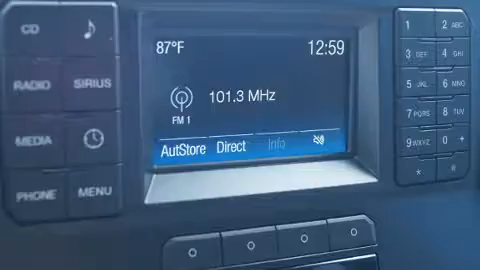 CD
RADIO SIRIUS
MEDIA
PHONE MENU
87°F 12:59
101.3 MHz
FM 1
AutStore Direct Info
1 2 ABC
3 DEF 4 GHI
5 JKL 6 MNO
7 PQRS 8 TUV
9 WXYZ 0 +
* #